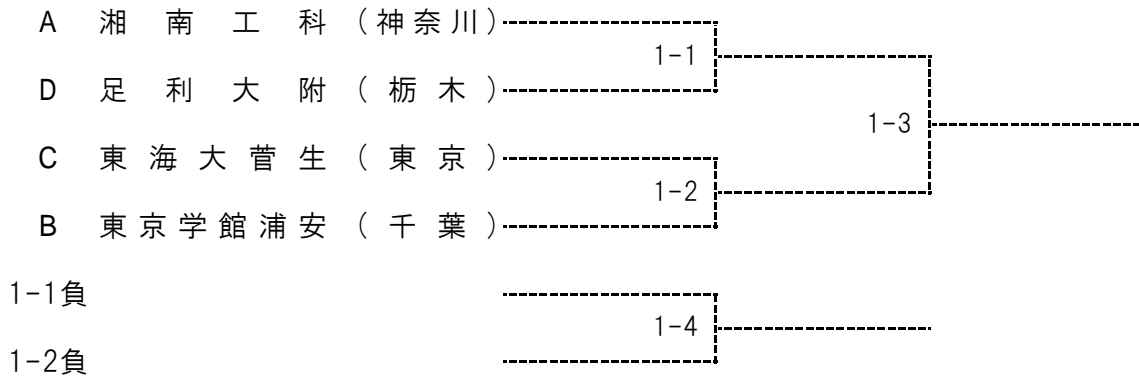 A 湘南工科（神奈川）
1-1
D 足利大附（栃木）
1-3
C 東海大菅生（東京）
1-2
B 東京学館浦安（千葉）
1-1負
1-4
1-2負